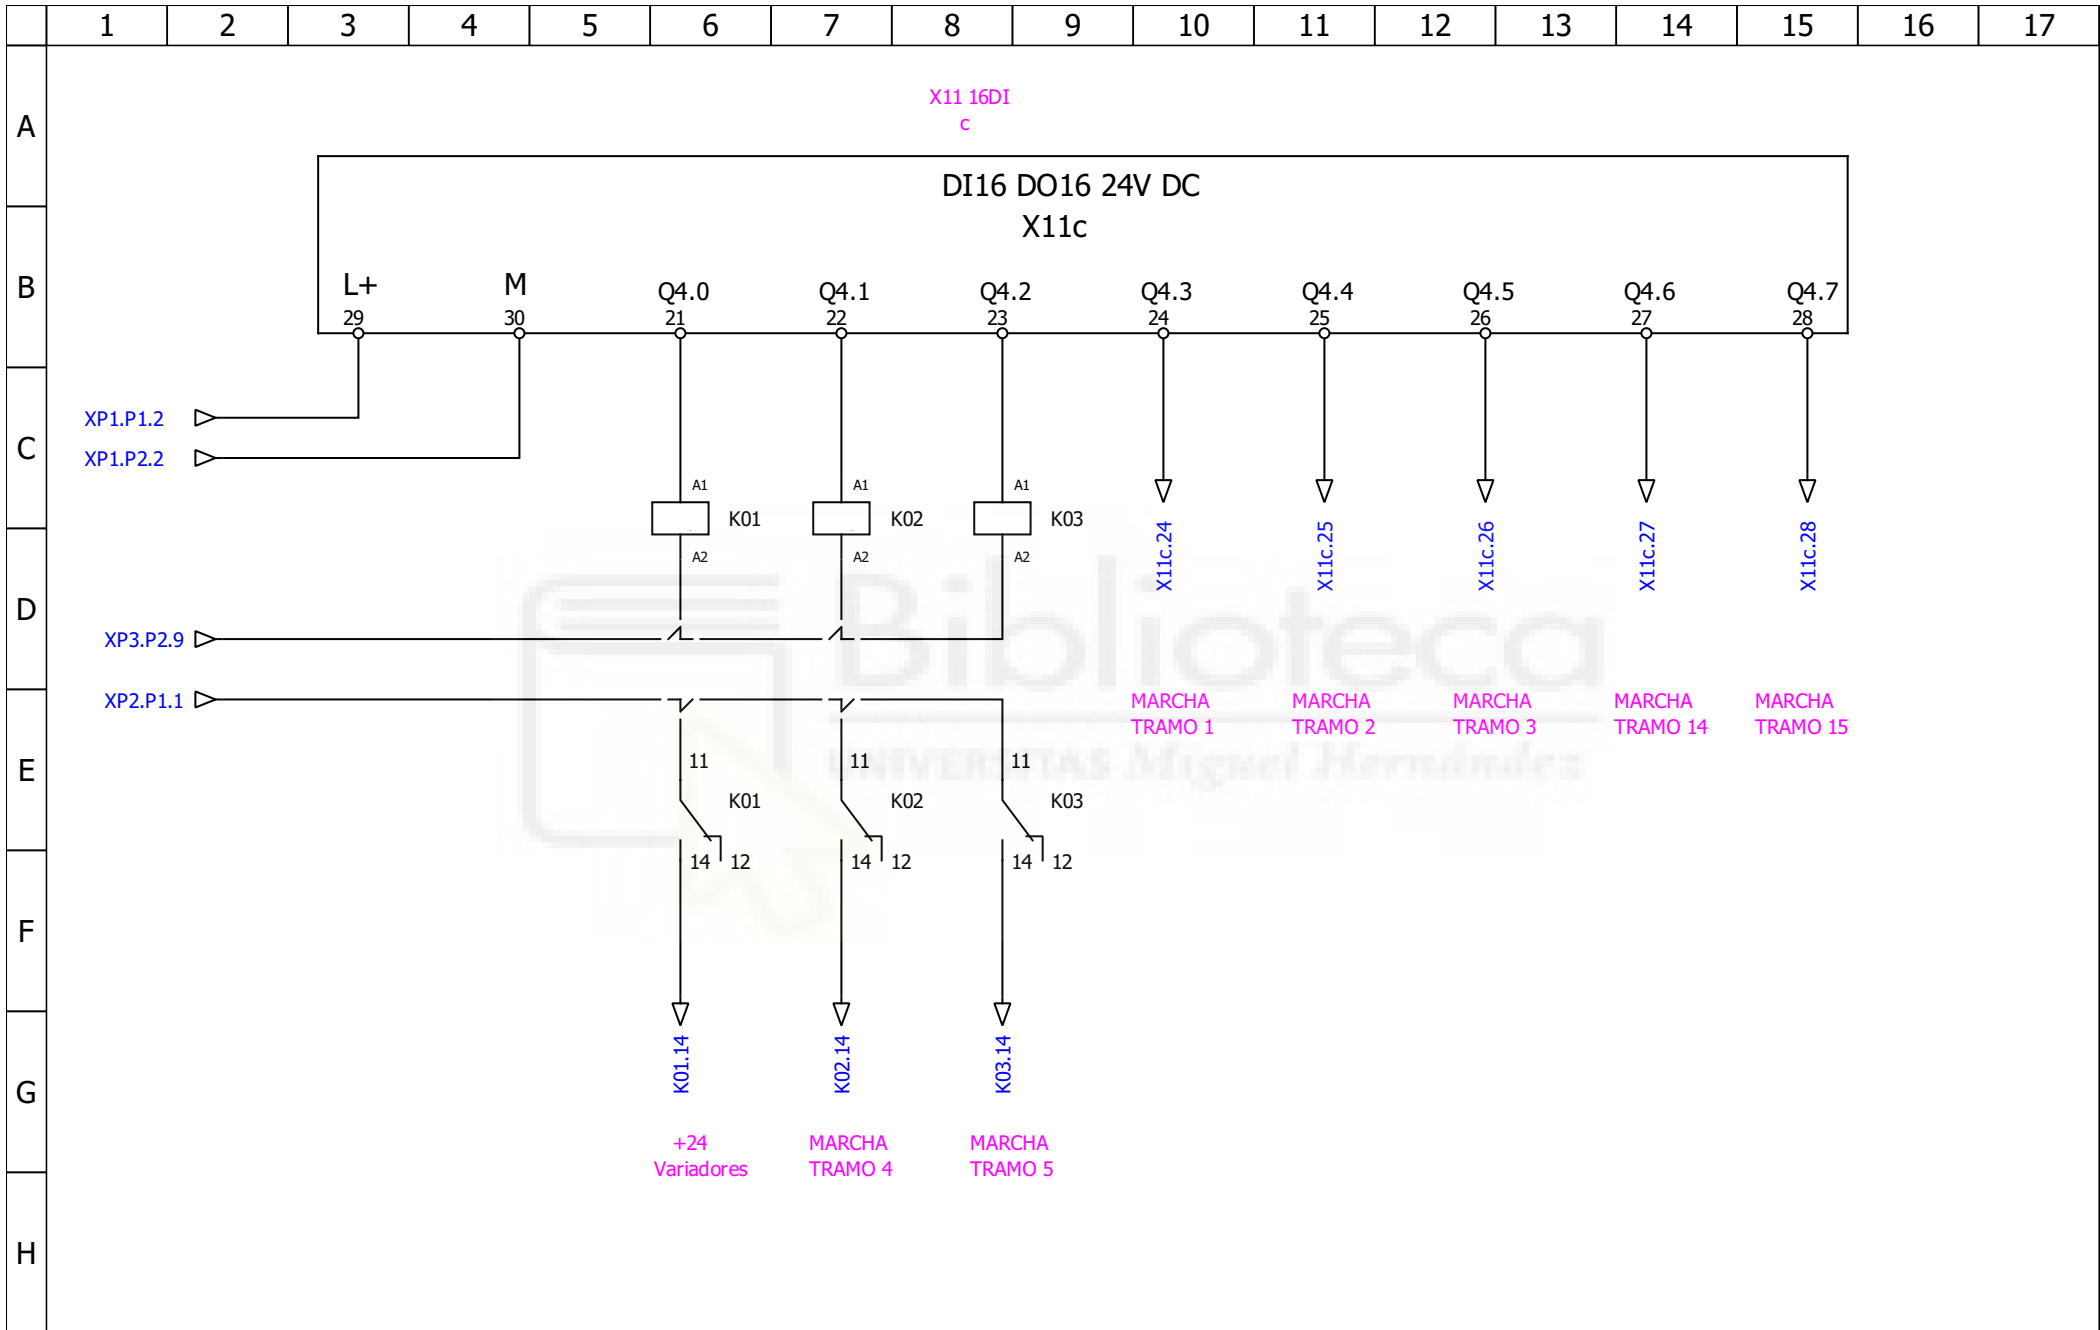 1 2 3 4 5 6 7 8 9 10 11 12 13 14 15 16 17
A
X11 16DI
c
DI16 DO16 24V DC
X11c
B
L+ M Q4.0 Q4.1 Q4.2 Q4.3 Q4.4 Q4.5 Q4.6 Q4.7
29 30 21 22 23 24 25 26 27 28
XP1.P1.2
C
XP1.P2.2
A1 A1 A1
K01 K02 K03
A2 A2 A2
X11c.24 X11c.25 X11c.26 X11c.27 X11c.28
D
Biblioteca
XP3.P2.9
XP2.P1.1
MARCHA MARCHA MARCHA MARCHA MARCHA
TRAMO 1 TRAMO 2 TRAMO 3 TRAMO 14 TRAMO 15
UNIVERSITAS Miguel Hernández
E
11 11 11
K01 K02 K03
14 12 14 12 14 12
F
K01.14 K02.14 K03.14
G
+24 MARCHA MARCHA
Variadores TRAMO 4 TRAMO 5
H